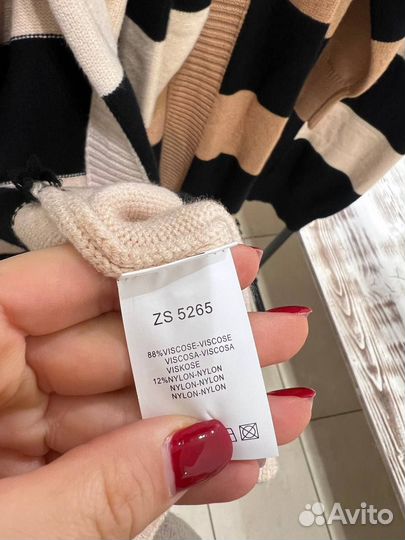 ZS 5265
88%VISCOSE-VISCOSE
VISCOSA-VISCOSA
VISKOSE
12%NYLON-NYLON
NYLON-NYLON
NYLON-NYLON
Avito